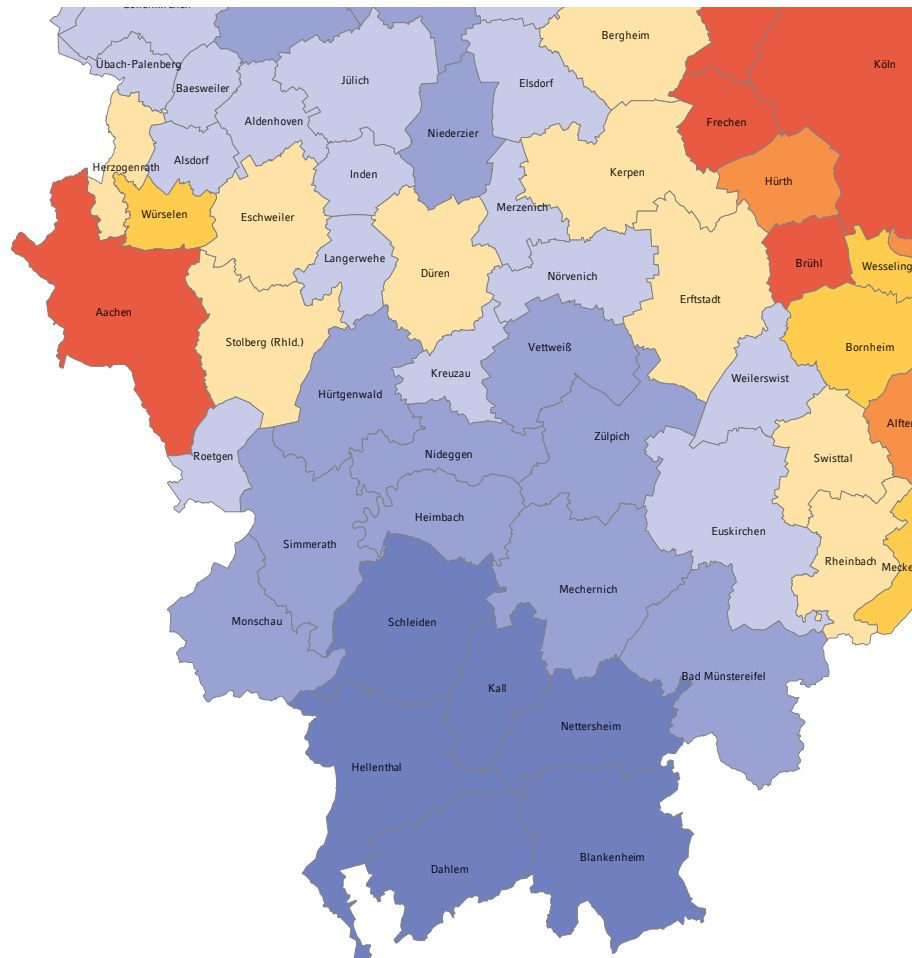 Bergheim
Übach-Palenberg
Köln
Baesweiler
Jülich
Elsdorf
Aldenhoven
Frechen
Niederzier
Alsdorf
Herzogenrath
Inden
Kerpen
Hürth
Würselen
Eschweiler
Merzenich
Langerwehe
Düren
Nörvenich
Brühl
Wesseling
Erftstadt
Aachen
Stolberg (Rhld.)
Vettweiß
Bornheim
Kreuzau
Weilerswist
Hürtgenwald
Zülpich
Roetgen
Nideggen
Swisttal
Heimbach
Euskirchen
Simmerath
Rheinbach
Mechernich
Monschau
Schleiden
Kall
Bad Münstereifel
Nettersheim
Hellenthal
Blankenheim
Dahlem